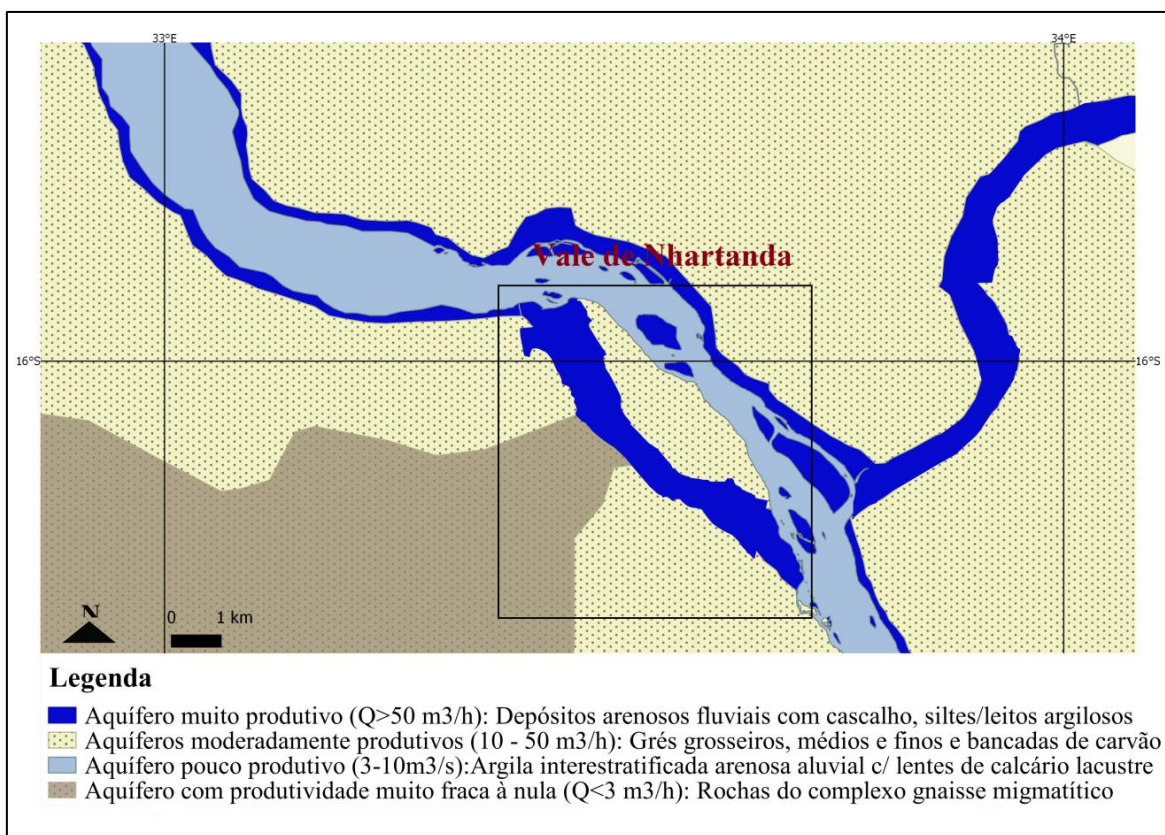 33°E
34°E
Vale de Nhartanda
16°S
16°S
N
0 1 km
Legenda
Aquífero muito produtivo (Q>50 m3/h): Depósitos arenosos fluviais com cascalho, siltes/leitos argilosos
Aquíferos moderadamente produtivos (10 - 50 m3/h): Grés grosseiros, médios e finos e bancadas de carvão
Aquífero pouco produtivo (3-10m3/s):Argila interestratificada arenosa aluvial c/ lentes de calcário lacustre
Aquífero com produtividade muito fraca à nula (Q<3 m3/h): Rochas do complexo gnaisse migmatítico